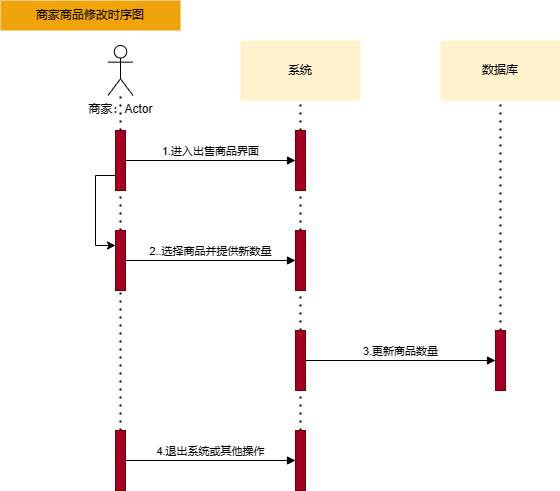 商家商品修改时序图
系统
数据库
商家：Actor
1.进入出售商品界面
2..选择商品并提供新数量
3.更新商品数量
4.退出系统或其他操作